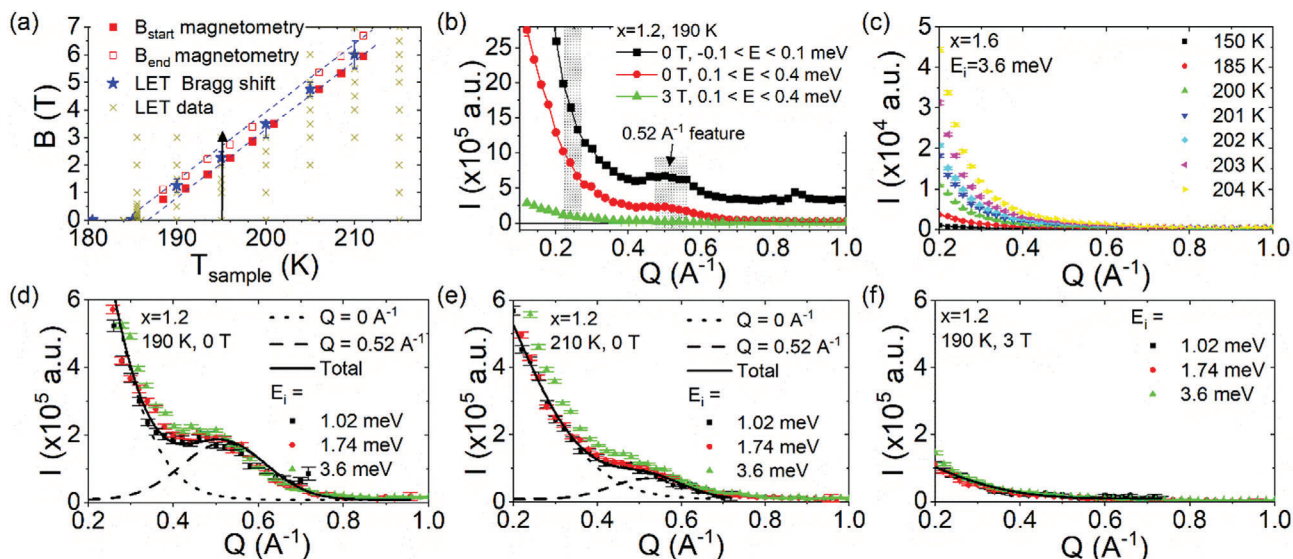 (a)
7
6
5
4
3
2
1
0
B (T)
B_start magnetometry
B_end magnetometry
LET Bragg shift
LET data
180
190
200
210
T_sample (K)
(b)
25
20
15
10
5
0
I (x10^5 a.u.)
x=1.2, 190 K
0 T, -0.1 < E < 0.1 meV
0 T, 0.1 < E < 0.4 meV
3 T, 0.1 < E < 0.4 meV
0.52 A^-1 feature
0.2 0.4 0.6 0.8 1.0
Q (A^-1)
(c)
5
4
3
2
1
0
I (x10^4 a.u.)
x=1.6
E_i=3.6 meV
150 K
185 K
200 K
201 K
202 K
203 K
204 K
0.2 0.4 0.6 0.8 1.0
Q (A^-1)
(d)
6
4
2
0
I (x10^5 a.u.)
x=1.2
190 K, 0 T
Q = 0 A^-1
Q = 0.52 A^-1
Total
E_i =
1.02 meV
1.74 meV
3.6 meV
0.2 0.4 0.6 0.8 1.0
Q (A^-1)
(e)
6
4
2
0
I (x10^5 a.u.)
x=1.2
210 K, 0 T
Q = 0 A^-1
Q = 0.52 A^-1
Total
E_i =
1.02 meV
1.74 meV
3.6 meV
0.2 0.4 0.6 0.8 1.0
Q (A^-1)
(f)
6
4
2
0
I (x10^5 a.u.)
x=1.2
190 K, 3 T
E_i =
1.02 meV
1.74 meV
3.6 meV
0.2 0.4 0.6 0.8 1.0
Q (A^-1)